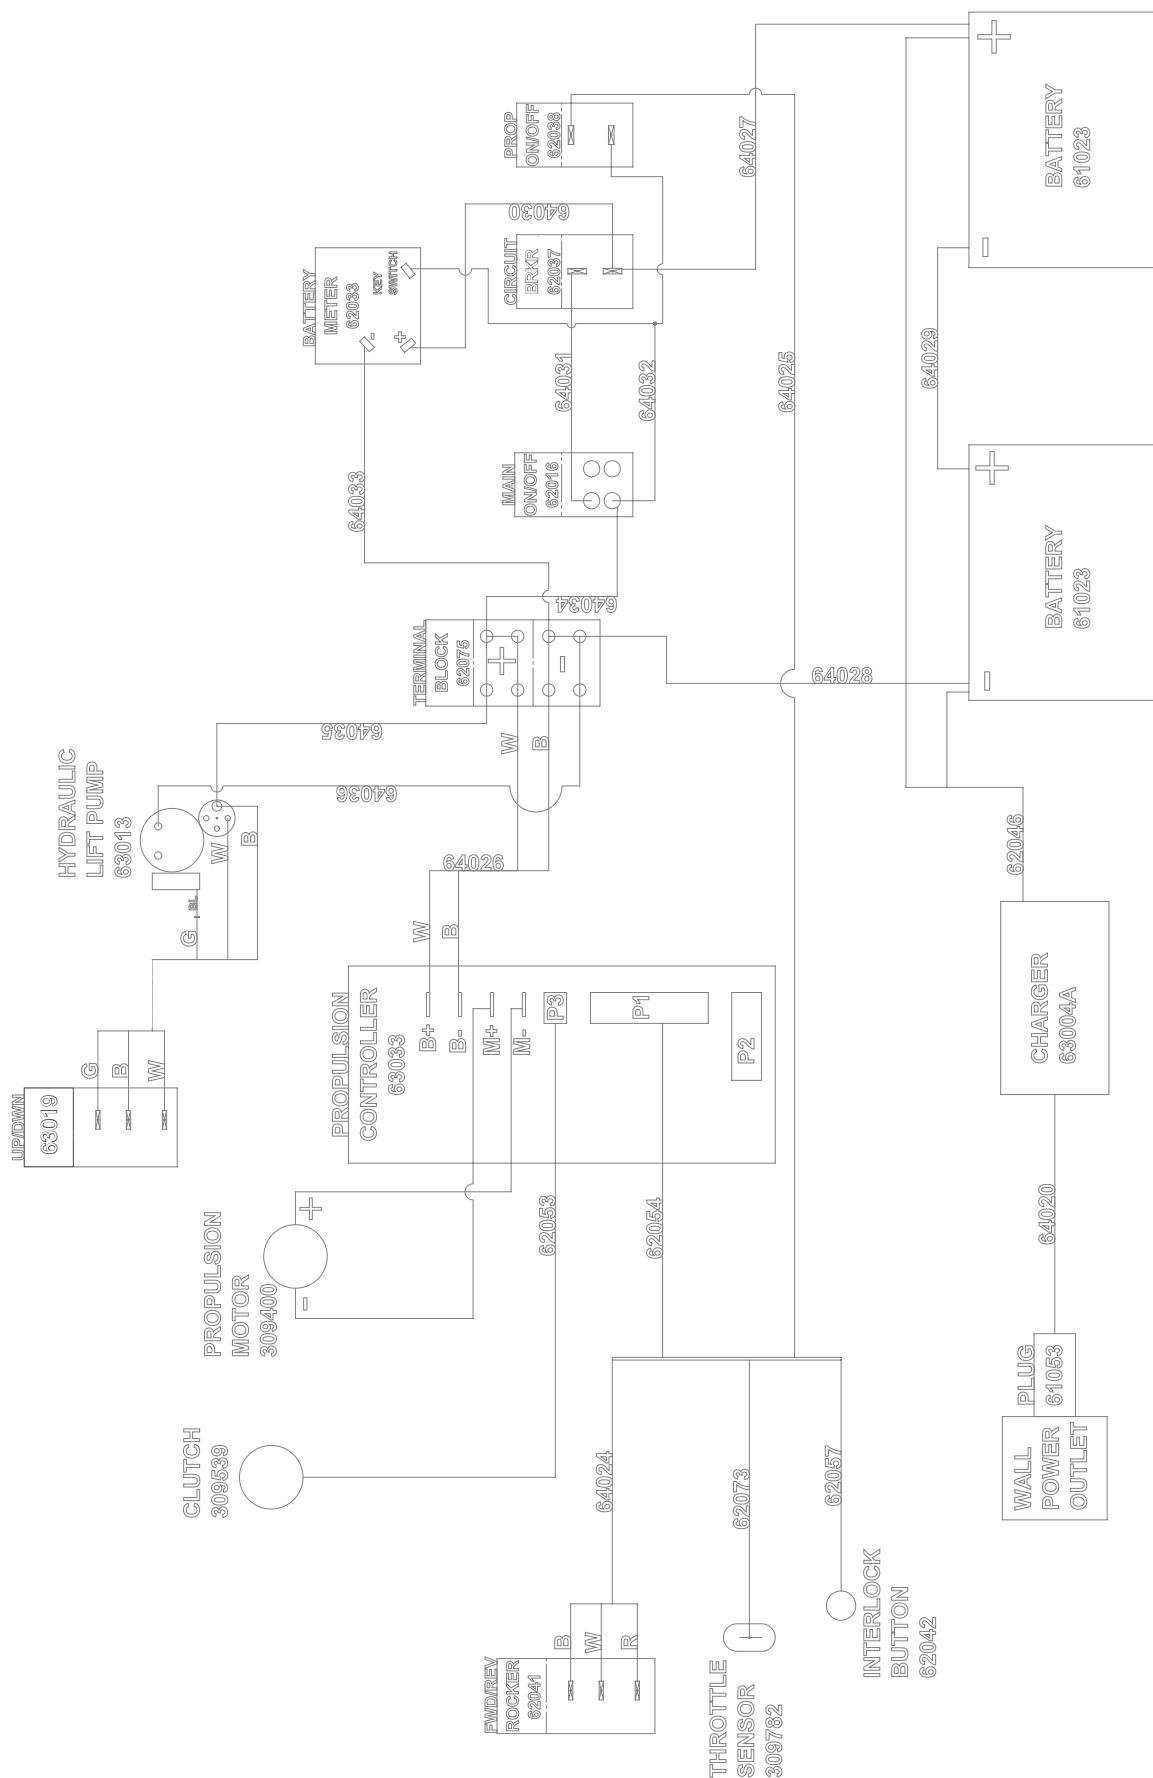 BATTERY
61023
BATTERY
61023
+
-
+
-
64027
64029
64025
64028
PROP
ON/OFF
62038
64030
CIRCUIT
BRKR
62037
BATTERY
METER
62033
KEY
SWITCH
-
+
64031
64032
64033
MAIN
ON/OFF
62016
64034
TERMINAL
BLOCK
62075
+
-
W
B
64035
64036
HYDRAULIC
LIFT PUMP
63013
W
B
BL
G
64026
W
B
PROPULSION
CONTROLLER
63033
B+
B-
M+
M-
P3
P1
P2
UP/DWN
63019
G
B
W
62046
CHARGER
63004A
64020
PLUG
61053
WALL
POWER
OUTLET
PROPULSION
MOTOR
309400
+
-
62053
62054
CLUTCH
309539
64024
62073
62057
FWD/REV
ROCKER
62041
B
W
R
THROTTLE
SENSOR
309782
INTERLOCK
BUTTON
62042